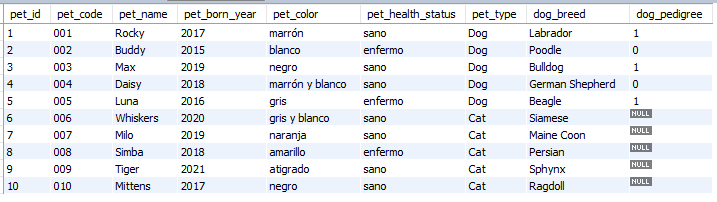 pet_id pet_code pet_name pet_born_year pet_color pet_health_status pet_type dog_breed dog_pedigree
1 001 Rocky 2017 marrón sano Dog Labrador 1
2 002 Buddy 2015 blanco enfermo Dog Poodle 0
3 003 Max 2019 negro sano Dog Bulldog 1
4 004 Daisy 2018 marrón y blanco sano Dog German Shepherd 0
5 005 Luna 2016 gris enfermo Dog Beagle 1
6 006 Whiskers 2020 gris y blanco sano Cat Siamese NULL
7 007 Milo 2019 naranja sano Cat Maine Coon NULL
8 008 Simba 2018 amarillo enfermo Cat Persian NULL
9 009 Tiger 2021 atigrado sano Cat Sphynx NULL
10 010 Mittens 2017 negro sano Cat Ragdoll NULL